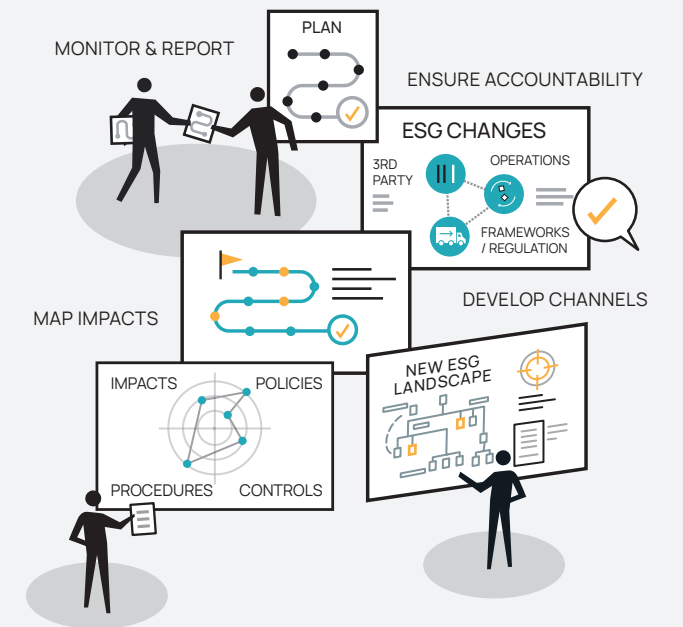 PLAN
MONITOR & REPORT
ENSURE ACCOUNTABILITY
ESG CHANGES
3RD
PARTY
OPERATIONS
FRAMEWORKS
/ REGULATION
MAP IMPACTS
DEVELOP CHANNELS
NEW ESG
LANDSCAPE
IMPACTS
POLICIES
PROCEDURES
CONTROLS